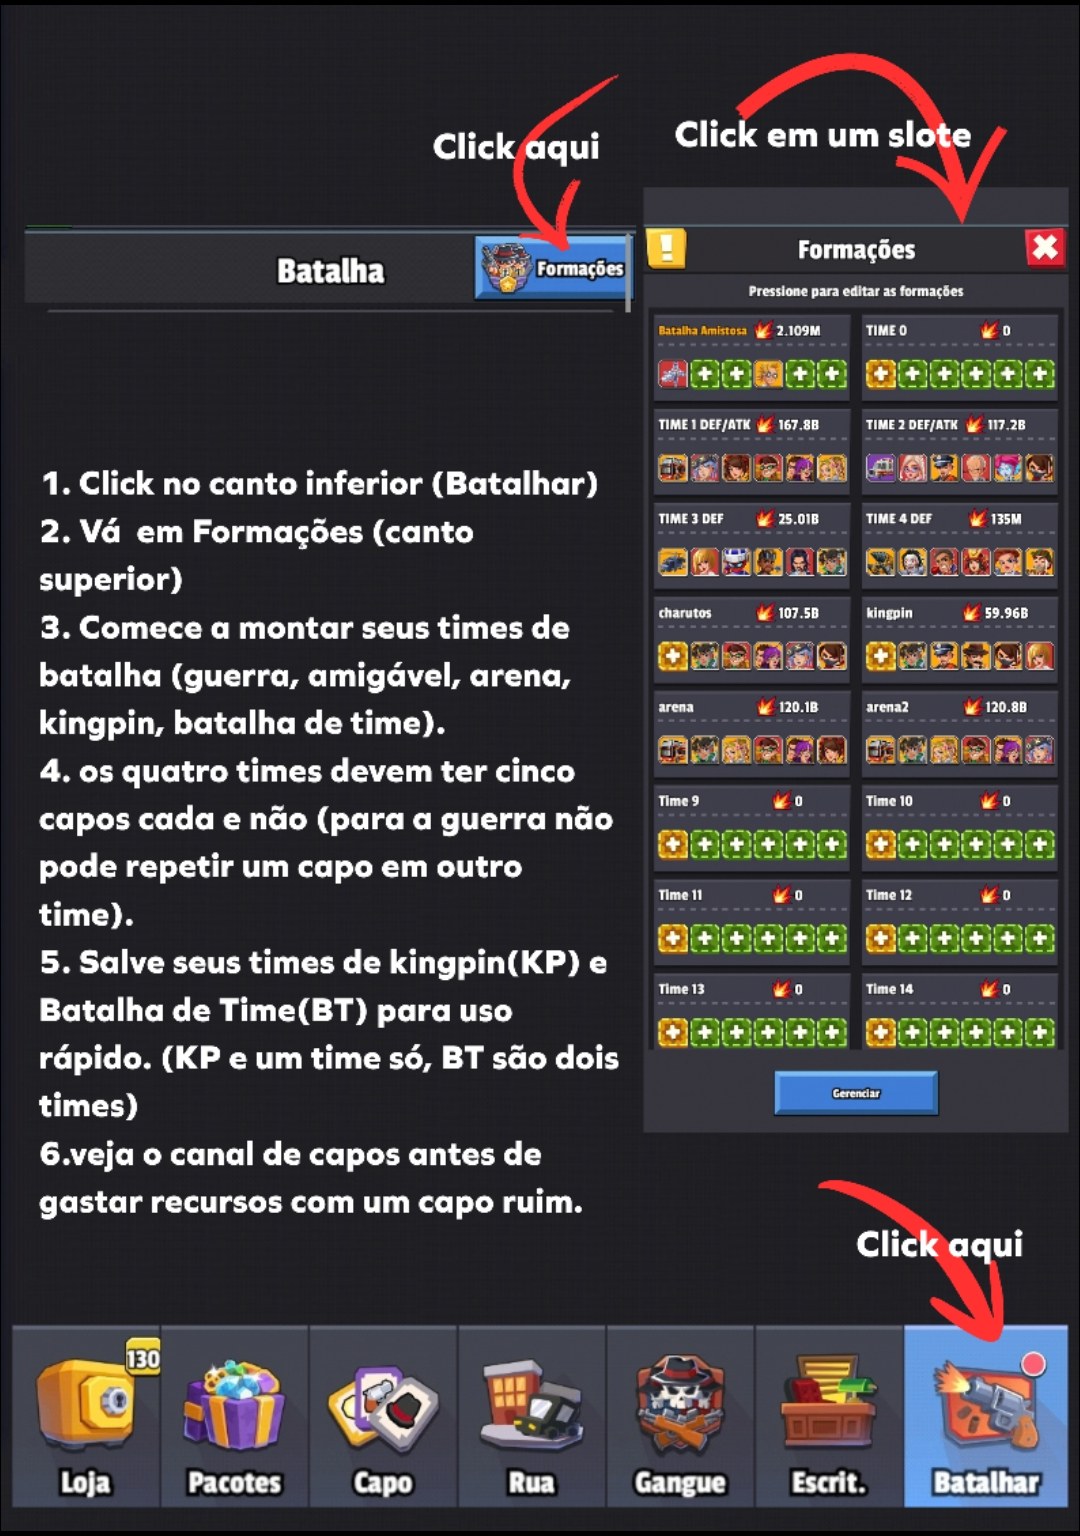 Click aqui
Click em um slote
Batalha
Formações
Formações
Pressione para editar as formações
Batalha Amistosa 2.109M
TIME 0 0
TIME 1 DEF/ATK 167.8B
TIME 2 DEF/ATK 117.2B
TIME 3 DEF 25.01B
TIME 4 DEF 135M
charutos 107.5B
kingpin 59.96B
arena 120.1B
arena2 120.8B
Time 9 0
Time 10 0
Time 11 0
Time 12 0
Time 13 0
Time 14 0
Gerenciar
1. Click no canto inferior (Batalhar)
2. Vá em Formações (canto
superior)
3. Comece a montar seus times de
batalha (guerra, amigável, arena,
kingpin, batalha de time).
4. os quatro times devem ter cinco
capos cada e não (para a guerra não
pode repetir um capo em outro
time).
5. Salve seus times de kingpin(KP) e
Batalha de Time(BT) para uso
rápido. (KP e um time só, BT são dois
times)
6.veja o canal de capos antes de
gastar recursos com um capo ruim.
Click aqui
130
Loja
Pacotes
Capo
Rua
Gangue
Escrit.
Batalhar